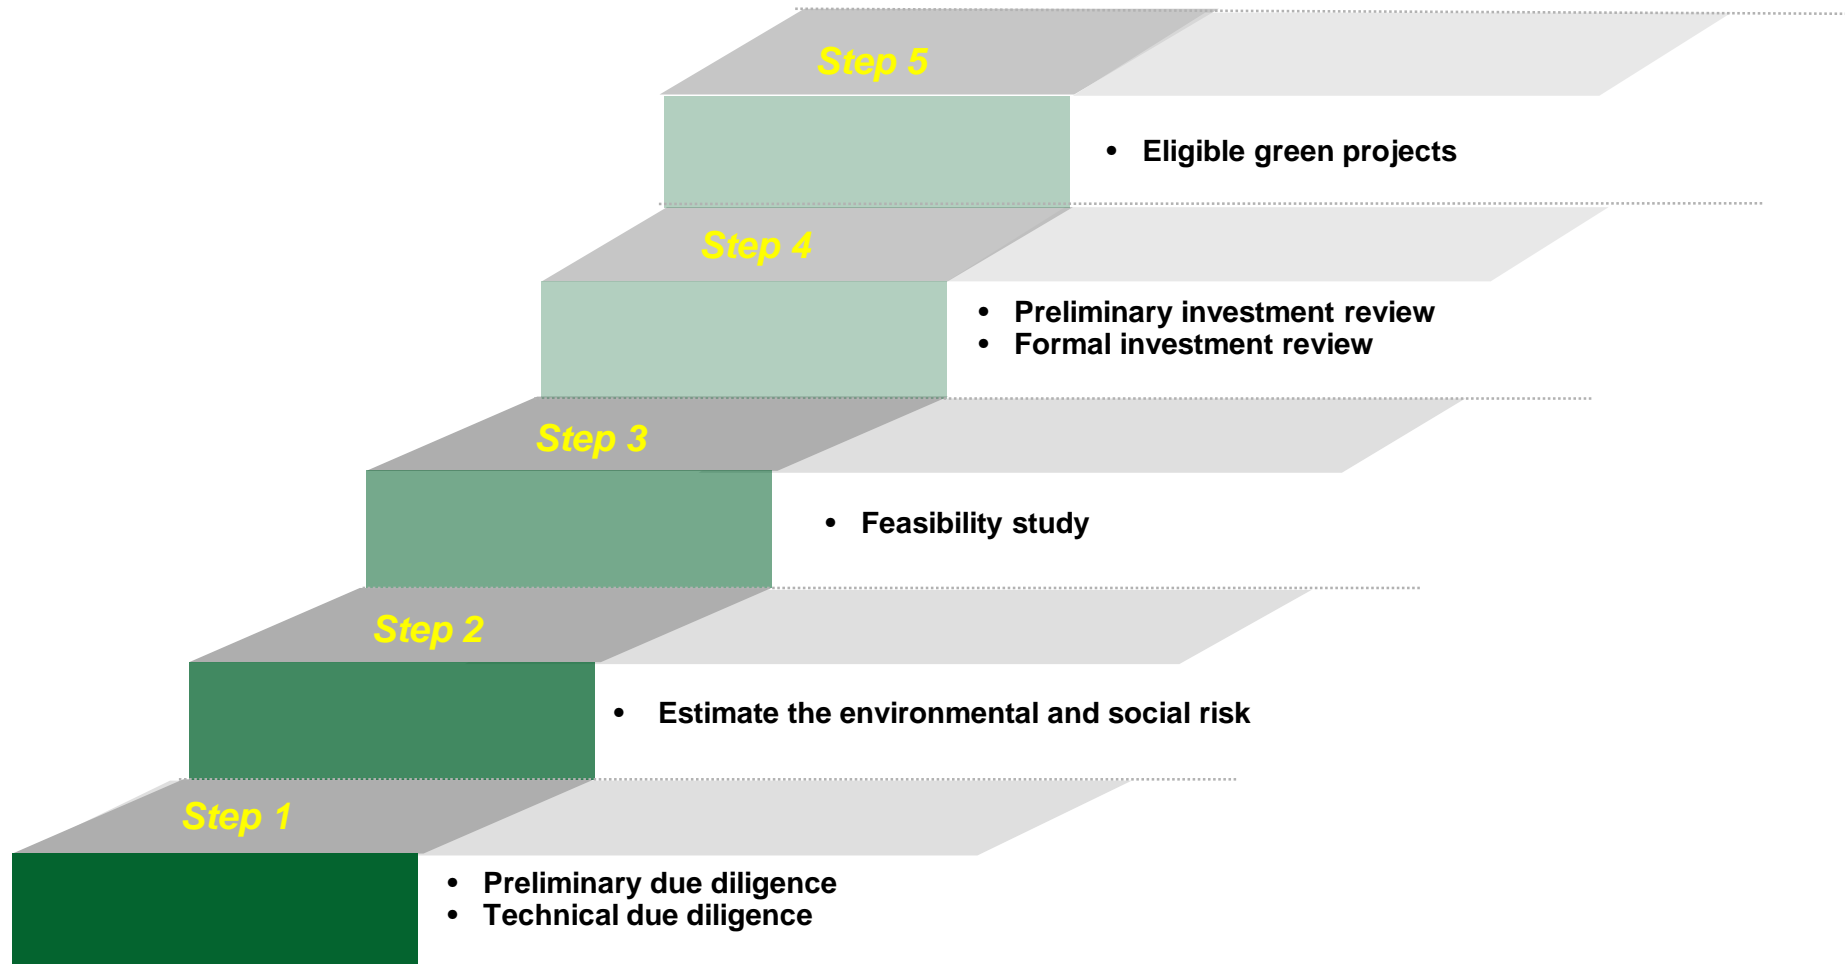 Step 5
• Eligible green projects
Step 4
• Preliminary investment review
• Formal investment review
Step 3
• Feasibility study
Step 2
• Estimate the environmental and social risk
Step 1
• Preliminary due diligence
• Technical due diligence